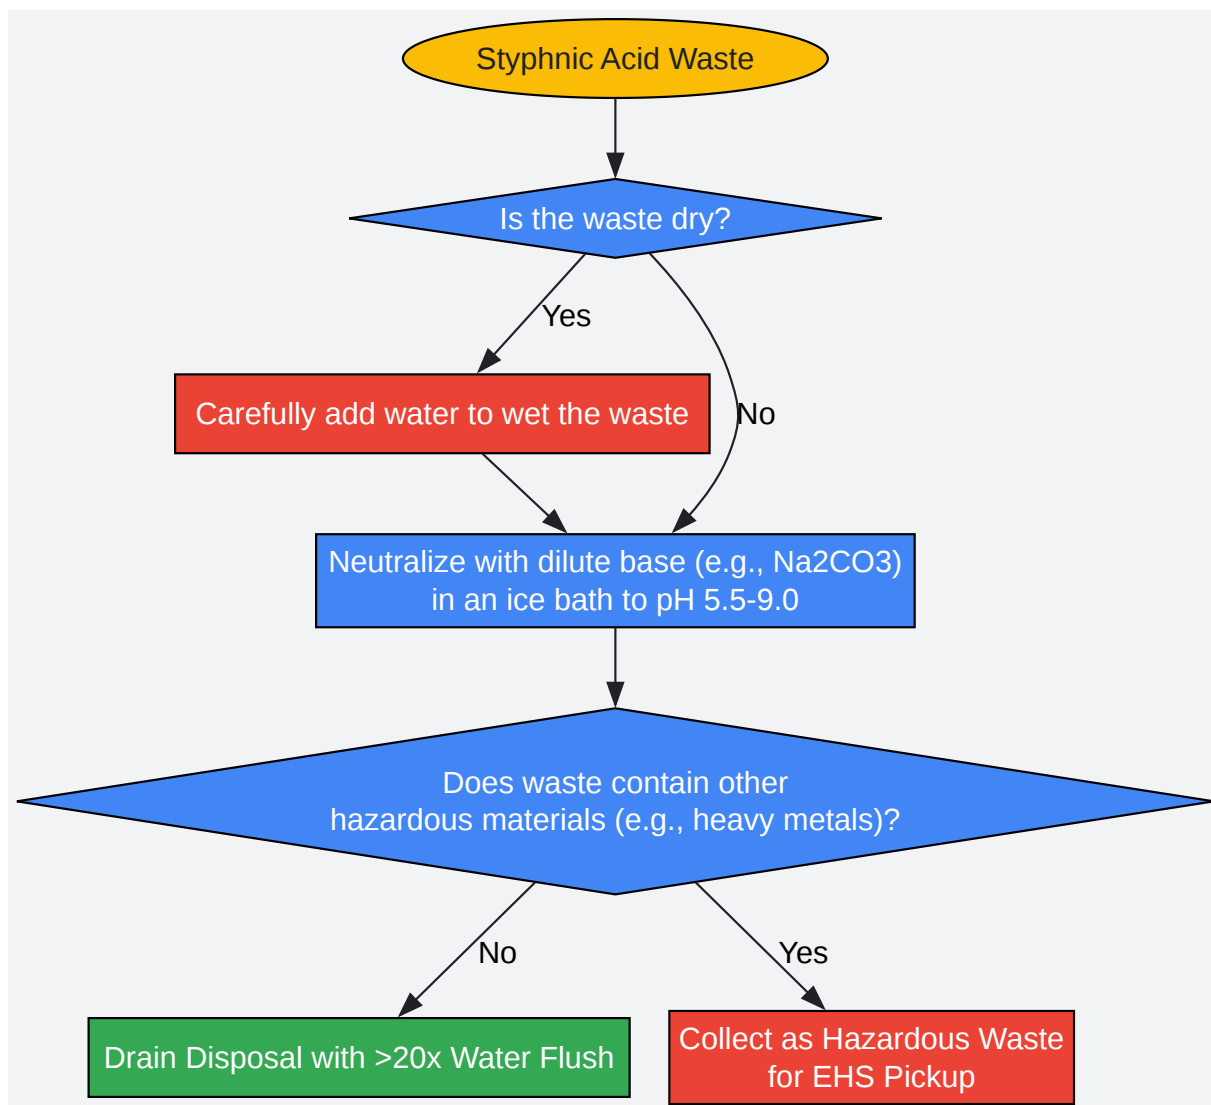 Styphnic Acid Waste
Is the waste dry?
Yes
Carefully add water to wet the waste
No
Neutralize with dilute base (e.g., Na2CO3)
in an ice bath to pH 5.5-9.0
Does waste contain other
hazardous materials (e.g., heavy metals)?
No
Yes
Drain Disposal with >20x Water Flush
Collect as Hazardous Waste
for EHS Pickup